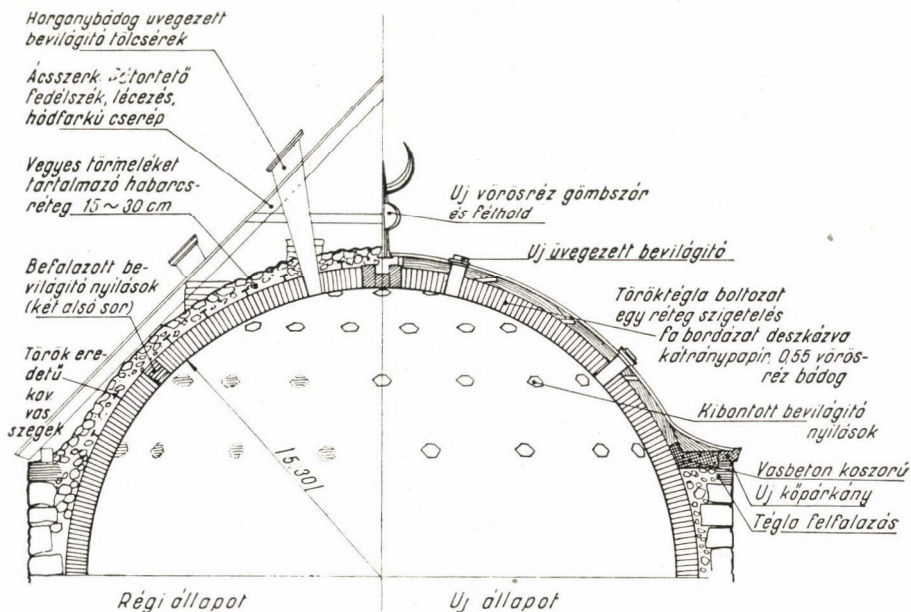 Horganybádog üvegezett
bevilágító tölcsérek
Ácsszerk.
fedélszék, lécezés,
hódfarkú cserép
Vegyes törmeléket
tartalmazó habarcs-
réteg 15~30 cm
Befalazott be-
világító nyílások
(két alsó sor)
Török ere-
detű
kov.
vas
szegek
Uj vörösréz gömbszár
és félhold
Uj üvegezett bevilágító
Töröktégla boltozat
egy réteg szigetelés
fa bordázat deszkázva
kátránypapir. 0,55 vörös-
réz bádog
Kibontott bevilágító
nyílások
Vasbeton koszorú
Uj kőpárkány
Tégla felfalazás
|5,30|
Régi állapot
Uj állapot